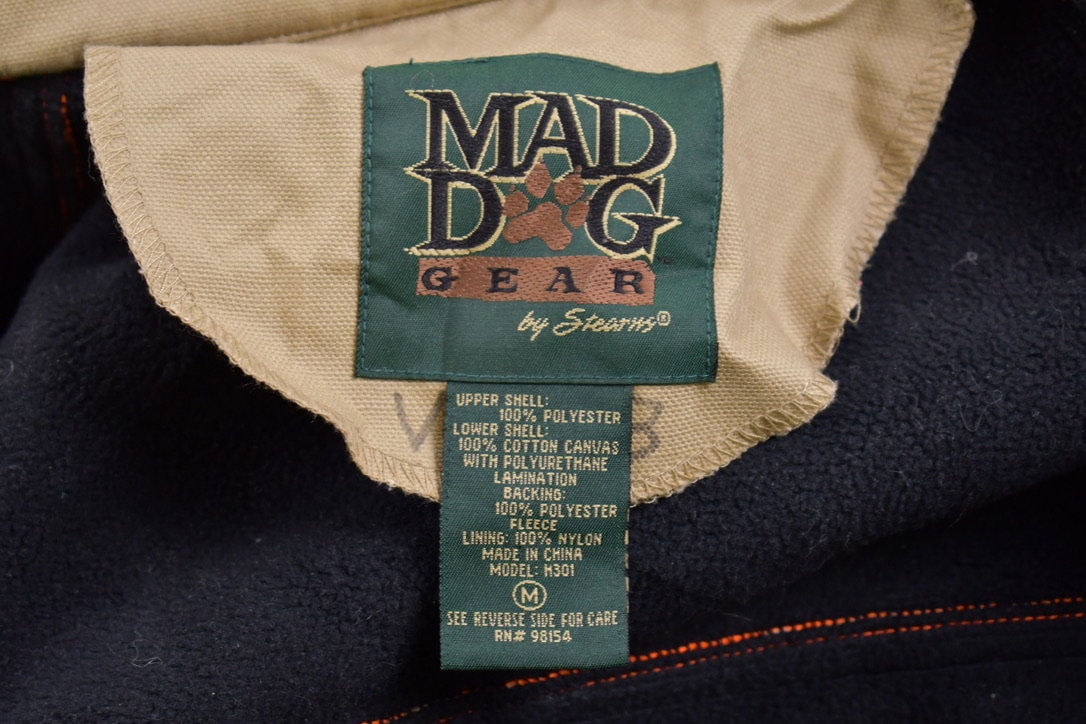 MAD
DOG
GEAR™
by Stearns®
UPPER SHELL:
100% POLYESTER
LOWER SHELL:
100% COTTON CANVAS
WITH POLYURETHANE
LAMINATION
BACKING:
100% POLYESTER
FLEECE
LINING: 100% NYLON
MADE IN CHINA
MODEL: H301
M
SEE REVERSE SIDE FOR CARE
RN# 98154